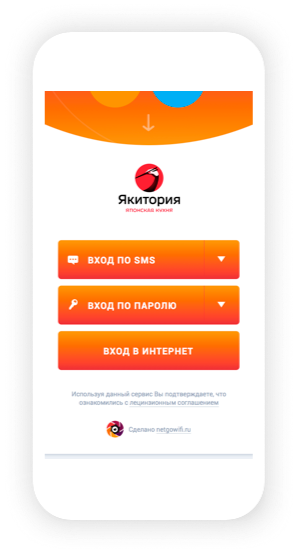 Якитория
ЯПОНСКАЯ КУХНЯ
ВХОД ПО SMS
ВХОД ПО ПАРОЛЮ
ВХОД В ИНТЕРНЕТ
Используя данный сервис Вы подтверждаете, что
ознакомились с лецинзионным соглашением
Сделано netgowifi.ru